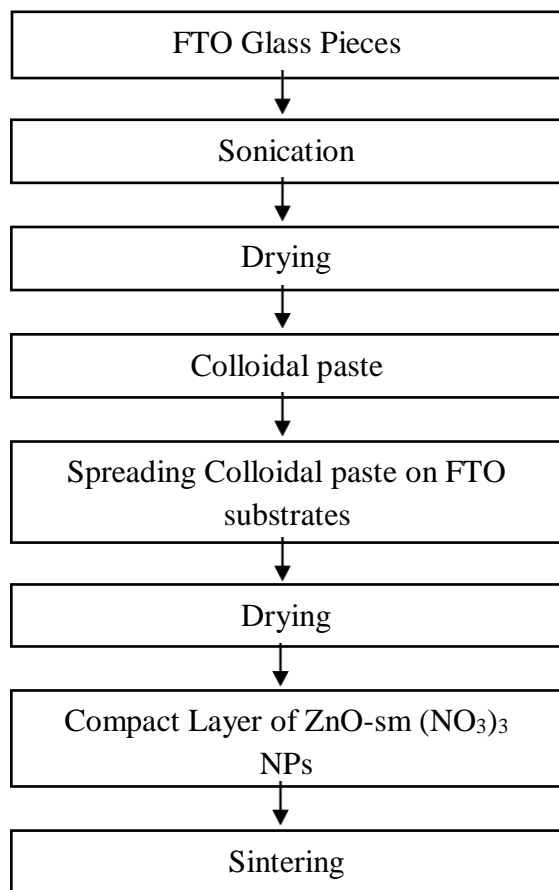 FTO Glass Pieces
Sonication
Drying
Colloidal paste
Spreading Colloidal paste on FTO
substrates
Drying
Compact Layer of ZnO-sm (NO₃)₃
NPs
Sintering